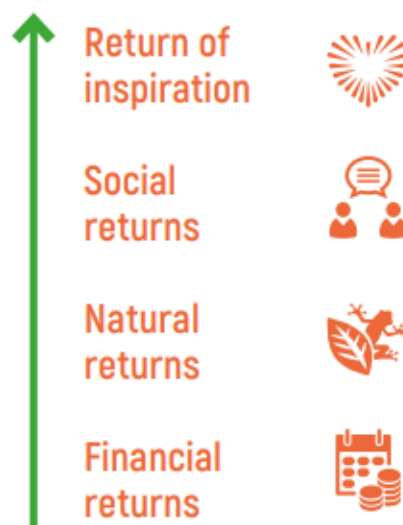 Return of
inspiration
Social
returns
Natural
returns
Financial
returns